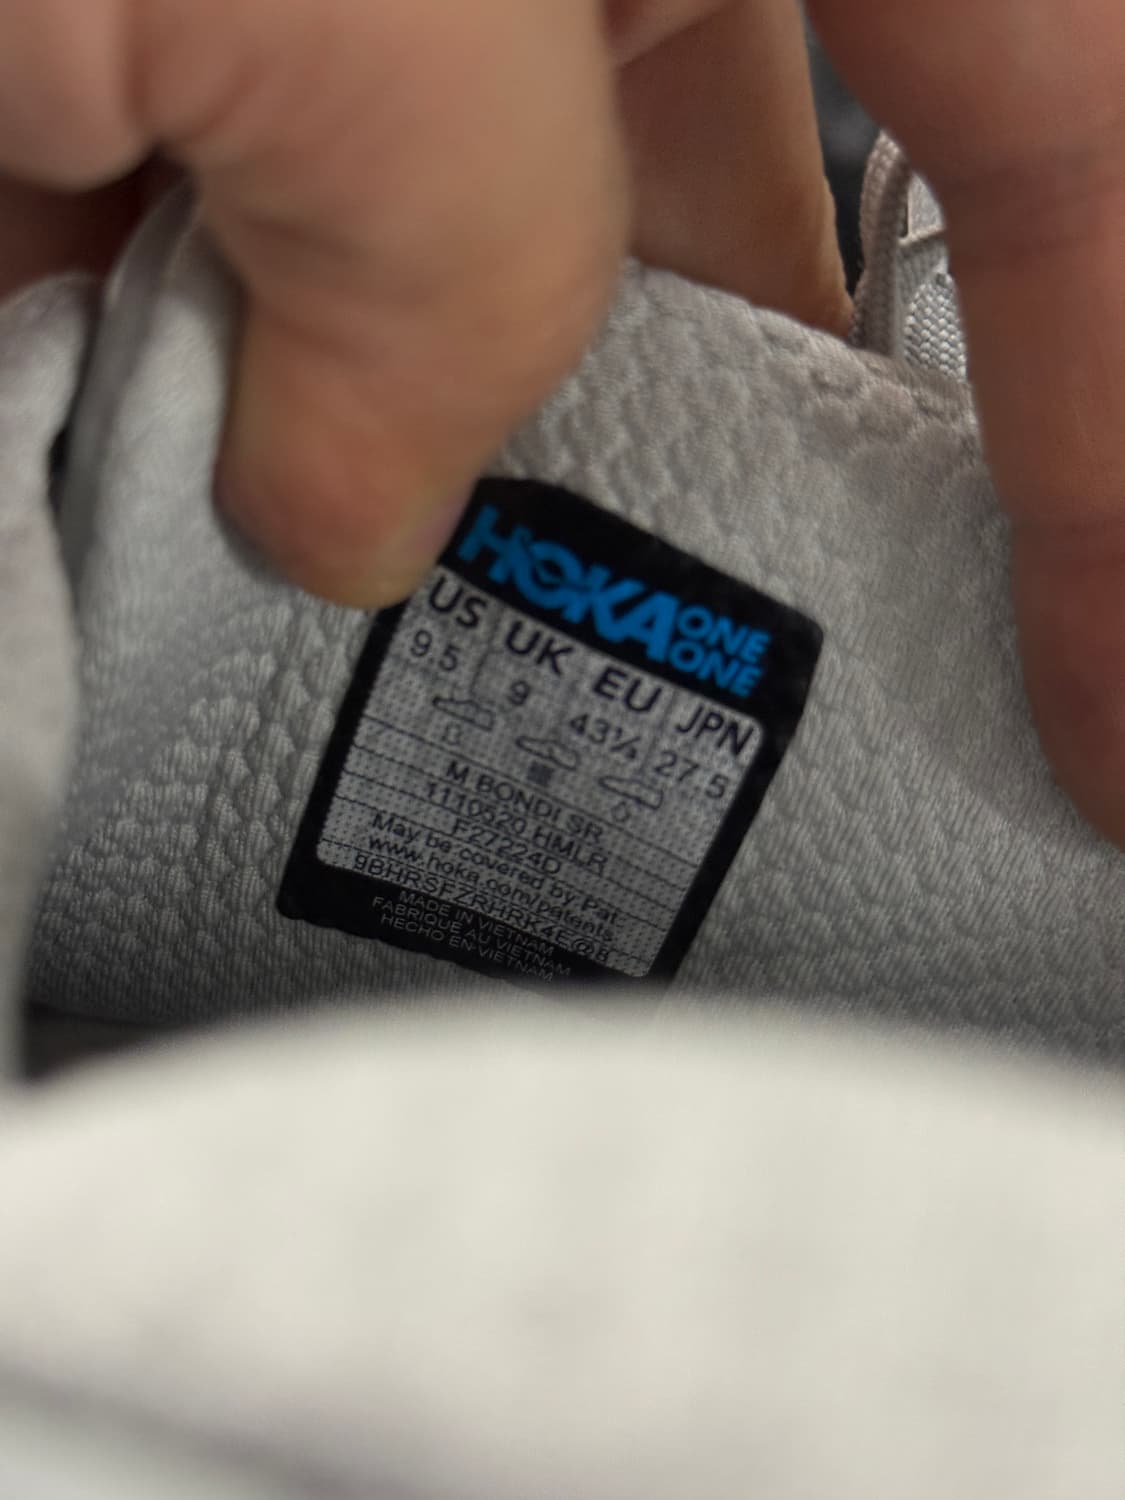 HOKA ONE ONE
US UK EU JPN
9.5 9 43⅓ 27.5
M BONDI SR
1110520 HMLR
F27224D
May be covered by Pat.
www.hoka.com/patents
MADE IN VIETNAM
FABRIQUE AU VIETNAM
HECHO EN VIETNAM